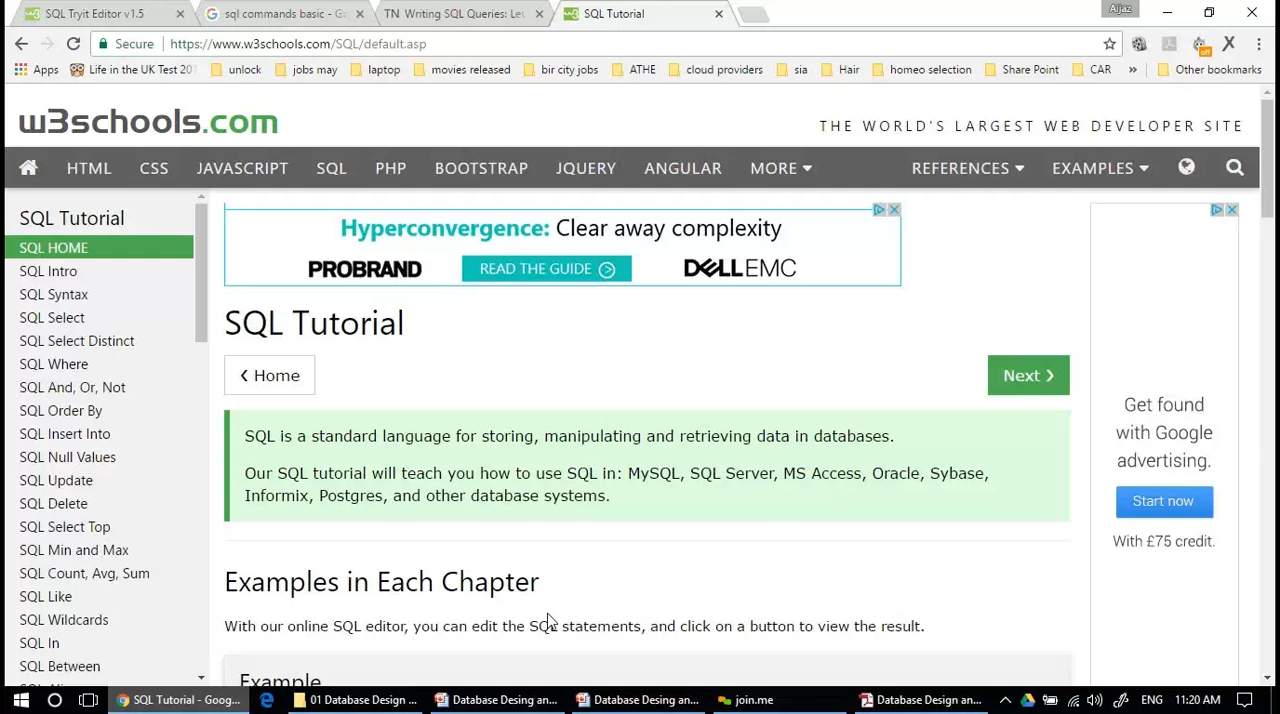 SQL Tryit Editor v1.5
sql commands basic - Goo
TN Writing SQL Queries: Let
SQL Tutorial
Aijaz
Secure
https://www.w3schools.com/SQL/default.asp
Apps
Life in the UK Test 201
unlock
jobs may
laptop
movies released
bir city jobs
ATHE
cloud providers
sia
Hair
homeo selection
Share Point
CAR
»
Other bookmarks
off
w3schools.com
THE WORLD'S LARGEST WEB DEVELOPER SITE
HTML
CSS
JAVASCRIPT
SQL
PHP
BOOTSTRAP
JQUERY
ANGULAR
MORE
REFERENCES
EXAMPLES
SQL Tutorial
SQL HOME
SQL Intro
SQL Syntax
SQL Select
SQL Select Distinct
SQL Where
SQL And, Or, Not
SQL Order By
SQL Insert Into
SQL Null Values
SQL Update
SQL Delete
SQL Select Top
SQL Min and Max
SQL Count, Avg, Sum
SQL Like
SQL Wildcards
SQL In
SQL Between
Hyperconvergence: Clear away complexity
PROBRAND
READ THE GUIDE
DELL EMC
SQL Tutorial
❮ Home
Next ❯
SQL is a standard language for storing, manipulating and retrieving data in databases.
Our SQL tutorial will teach you how to use SQL in: MySQL, SQL Server, MS Access, Oracle, Sybase,
Informix, Postgres, and other database systems.
Examples in Each Chapter
With our online SQL editor, you can edit the SQL statements, and click on a button to view the result.
Example
Get found
with Google
advertising.
Start now
With £75 credit.
SQL Tutorial - Goog...
01 Database Design ...
Database Desing an...
Database Desing an...
join.me
Database Design an...
ENG
11:20 AM